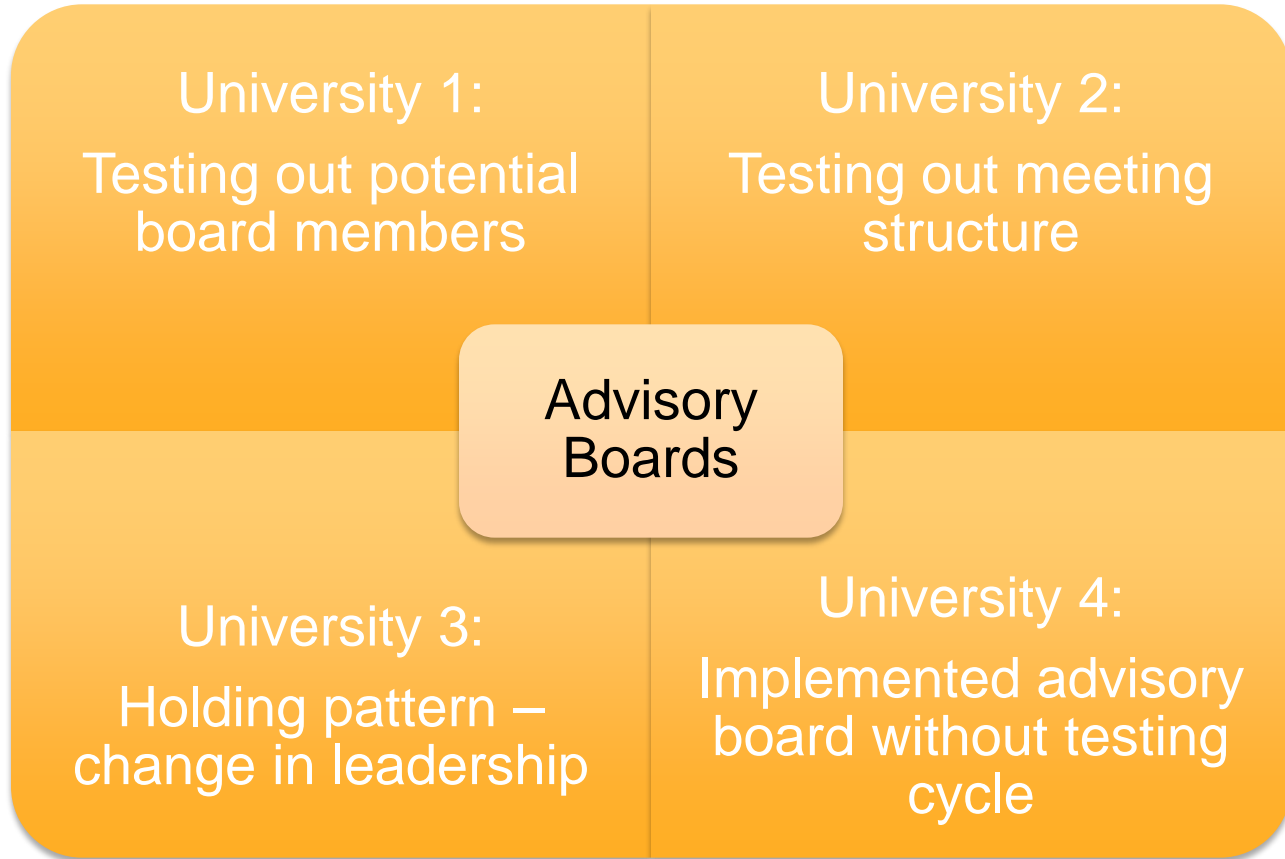 University 1:
Testing out potential
board members
University 2:
Testing out meeting
structure
Advisory
Boards
University 3:
Holding pattern –
change in leadership
University 4:
Implemented advisory
board without testing
cycle